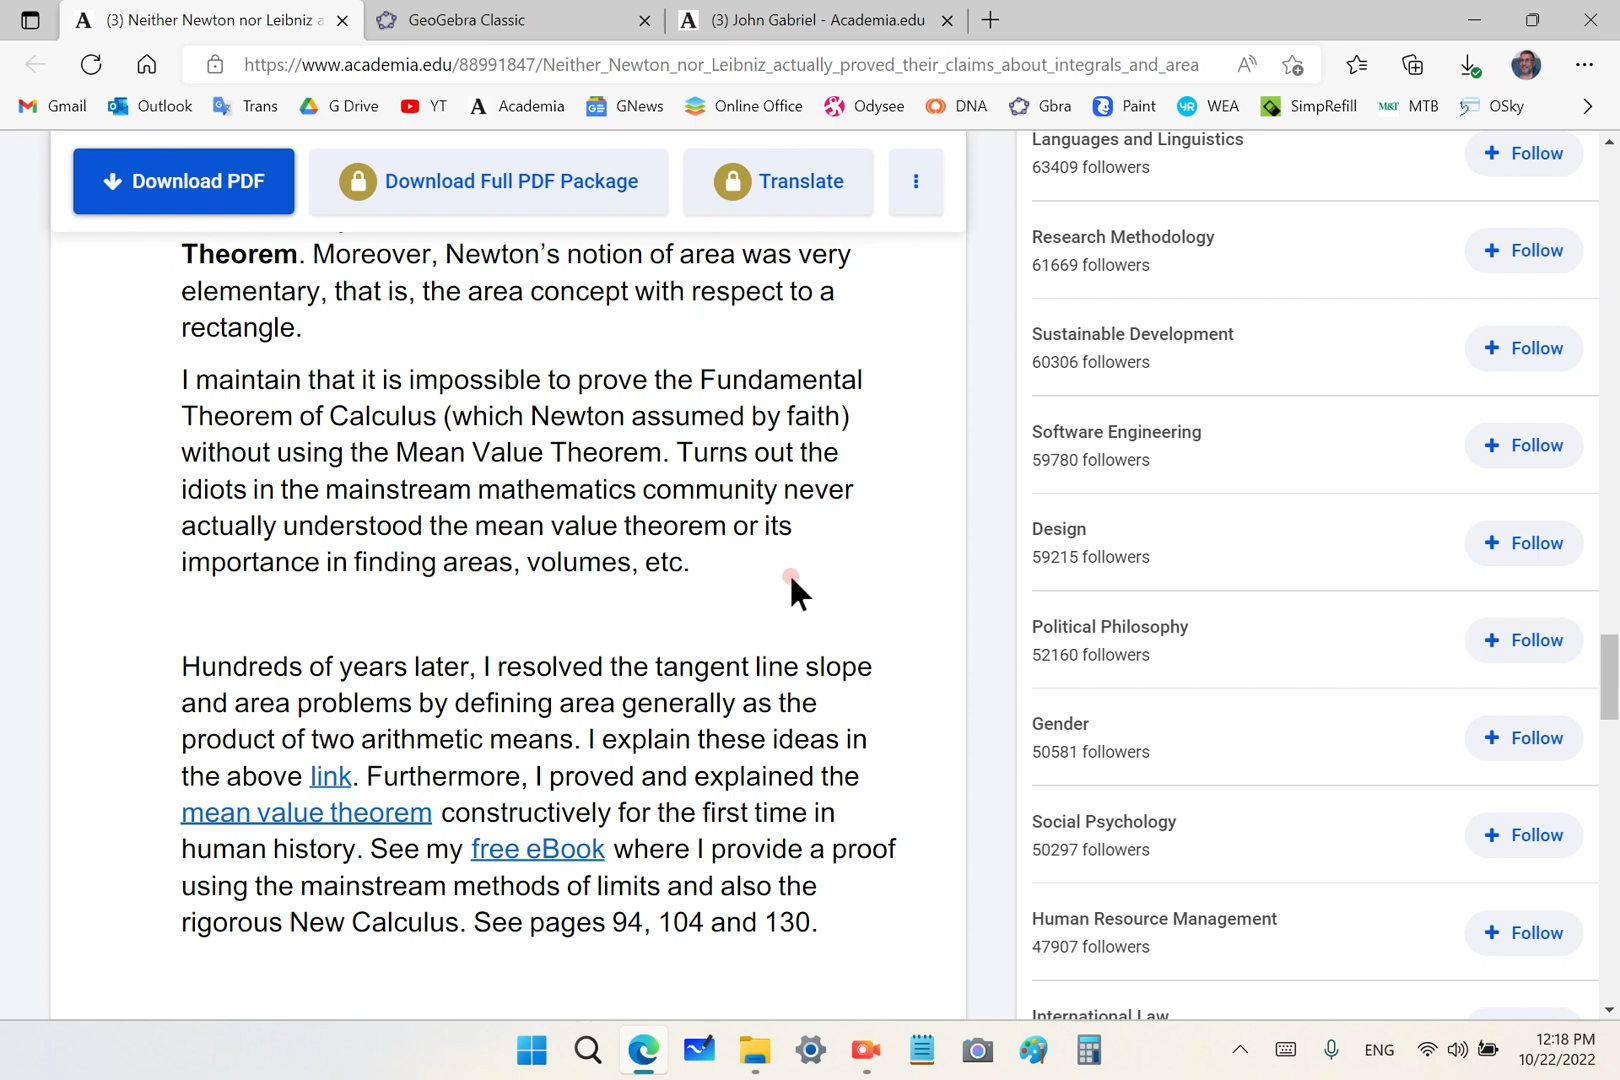 (3) Neither Newton nor Leibniz a
GeoGebra Classic
(3) John Gabriel - Academia.edu
https://www.academia.edu/88991847/Neither_Newton_nor_Leibniz_actually_proved_their_claims_about_integrals_and_area
Gmail Outlook Trans G Drive YT Academia GNews Online Office Odysee DNA Gbra Paint WEA SimpRefill MTB OSky
Download PDF
Download Full PDF Package
Translate
Theorem. Moreover, Newton’s notion of area was very
elementary, that is, the area concept with respect to a
rectangle.
I maintain that it is impossible to prove the Fundamental
Theorem of Calculus (which Newton assumed by faith)
without using the Mean Value Theorem. Turns out the
idiots in the mainstream mathematics community never
actually understood the mean value theorem or its
importance in finding areas, volumes, etc.
Hundreds of years later, I resolved the tangent line slope
and area problems by defining area generally as the
product of two arithmetic means. I explain these ideas in
the above link. Furthermore, I proved and explained the
mean value theorem constructively for the first time in
human history. See my free eBook where I provide a proof
using the mainstream methods of limits and also the
rigorous New Calculus. See pages 94, 104 and 130.
Languages and Linguistics
63409 followers
Follow
Research Methodology
61669 followers
Follow
Sustainable Development
60306 followers
Follow
Software Engineering
59780 followers
Follow
Design
59215 followers
Follow
Political Philosophy
52160 followers
Follow
Gender
50581 followers
Follow
Social Psychology
50297 followers
Follow
Human Resource Management
47907 followers
Follow
International Law
ENG
12:18 PM
10/22/2022